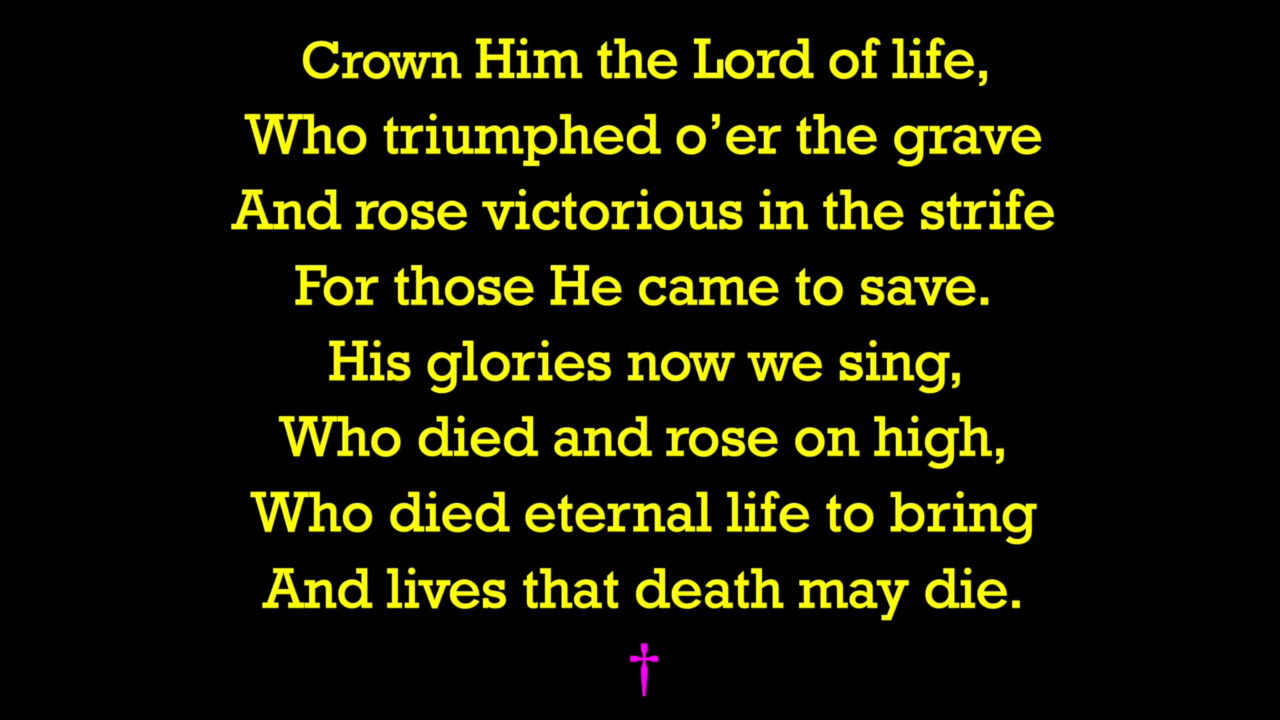 Crown Him the Lord of life,
Who triumphed o’er the grave
And rose victorious in the strife
For those He came to save.
His glories now we sing,
Who died and rose on high,
Who died eternal life to bring
And lives that death may die.
†